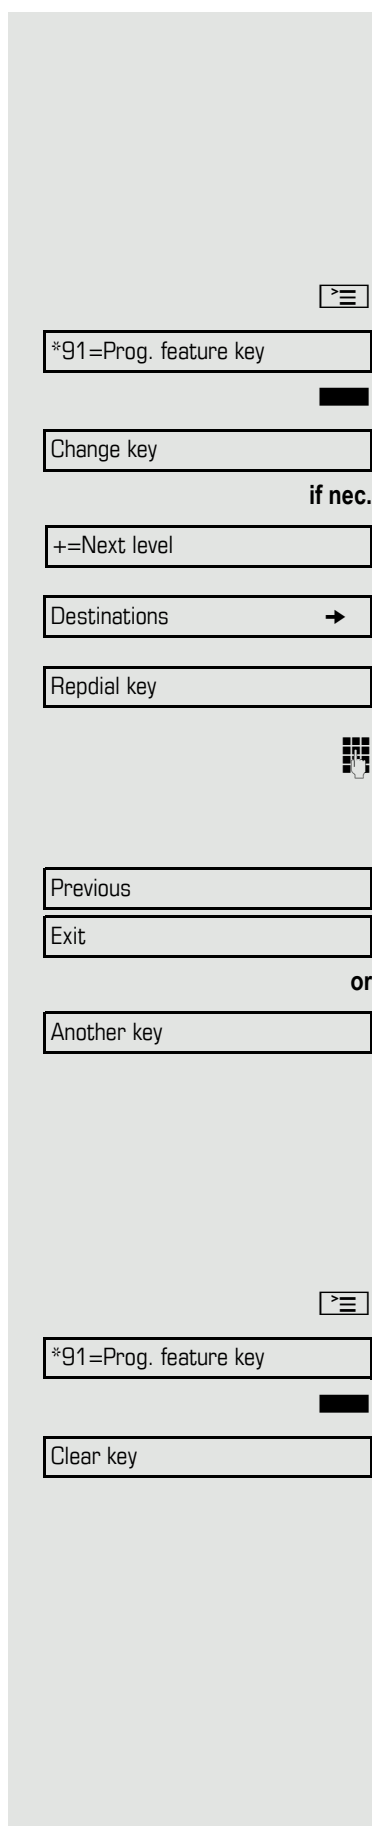 *91=Prog. feature key
Change key
if nec.
+=Next level
Destinations →
Repdial key
Previous
Exit
or
Another key
*91=Prog. feature key
Clear key